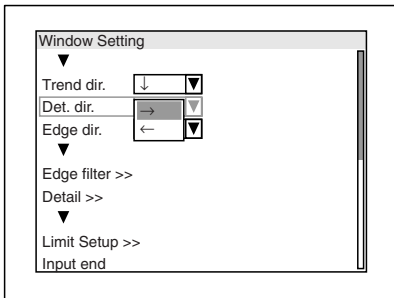 Window Setting
▼
Trend dir. ↓ ▼
Det. dir. → ▼
Edge dir. ← ▼
▼
Edge filter >>
Detail >>
▼
Limit Setup >>
Input end